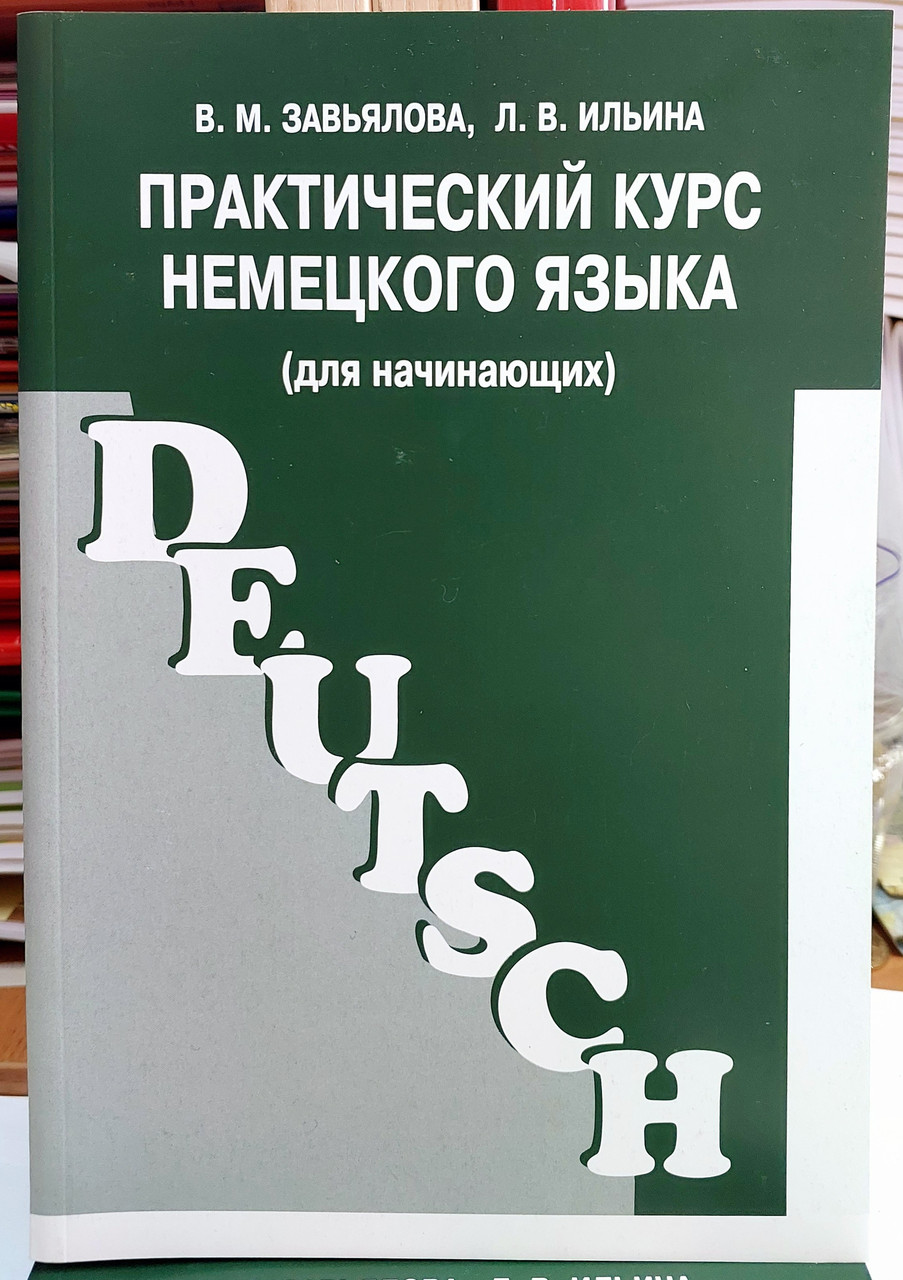 В. М. ЗАВЬЯЛОВА, Л. В. ИЛЬИНА
ПРАКТИЧЕСКИЙ КУРС
НЕМЕЦКОГО ЯЗЫКА
(для начинающих)
DEUTSCH